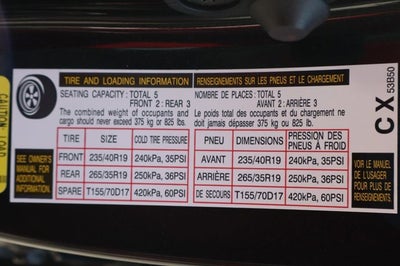 TIRE AND LOADING INFORMATION
RENSEIGNEMENTS SUR LES PNEUS ET LE CHARGEMENT
SEATING CAPACITY: TOTAL 5
FRONT 2: REAR 3
The combined weight of occupants and
cargo should never exceed 375 kg or 825 lbs.
NOMBRE DE PLACES: TOTAL 5
AVANT 2: ARRIÈRE 3
Le poids total des occupants et du chargement ne
doit jamais dépasser 375 kg ou 825 lb.
TIRE SIZE COLD TIRE PRESSURE
FRONT 235/40R19 240kPa, 35PSI
REAR 265/35R19 250kPa, 36PSI
SPARE T155/70D17 420kPa, 60PSI
PNEU DIMENSIONS PRESSION DES PNEUS À FROID
AVANT 235/40R19 240kPa, 35PSI
ARRIÈRE 265/35R19 250kPa, 36PSI
DE SECOURS T155/70D17 420kPa, 60PSI
SEE OWNER'S
MANUAL FOR
ADDITIONAL
INFORMATION
VOIR LE MANUEL
DE L'USAGER
POUR PLUS DE
RENSEIGNEMENTS
CX
53B50
CAUTION: LOAD